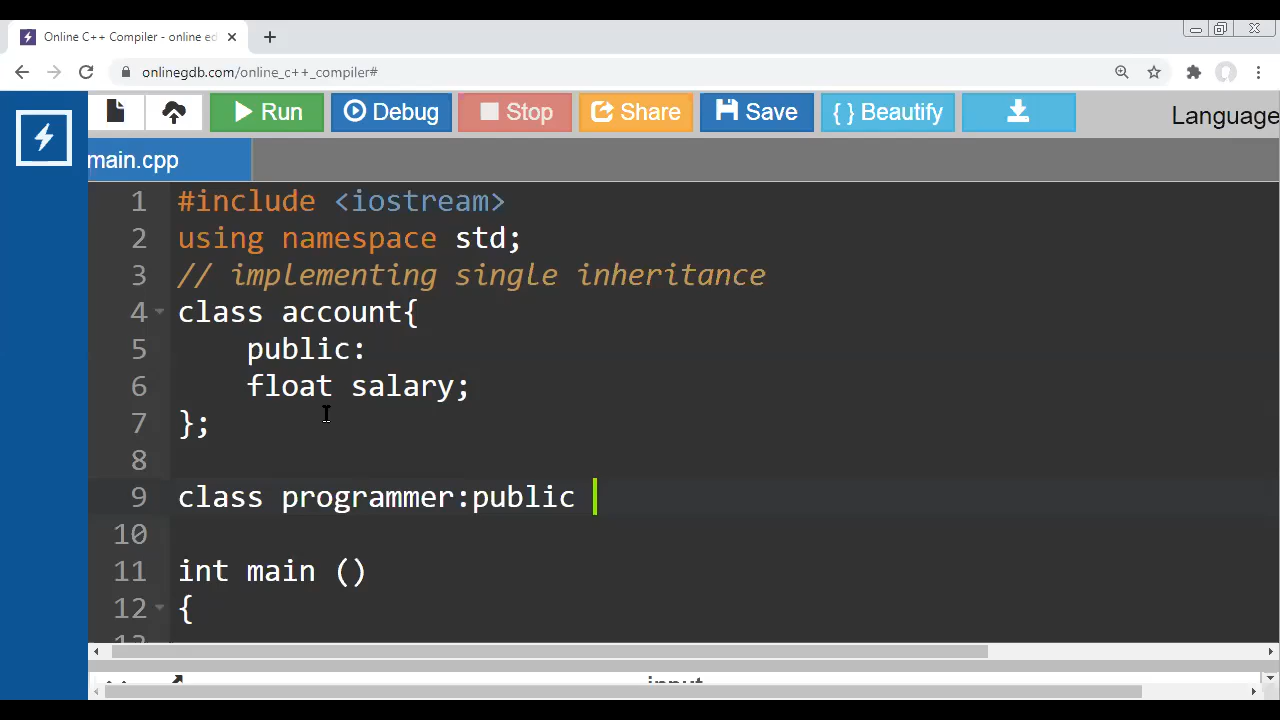 Online C++ Compiler - online ed
onlinegdb.com/online_c++_compiler#
Run Debug Stop Share Save { } Beautify Language
main.cpp
1 #include <iostream>
2 using namespace std;
3 // implementing single inheritance
4 class account{
5 public:
6 float salary;
7 };
8
9 class programmer:public
10
11 int main ()
12 {
13
input